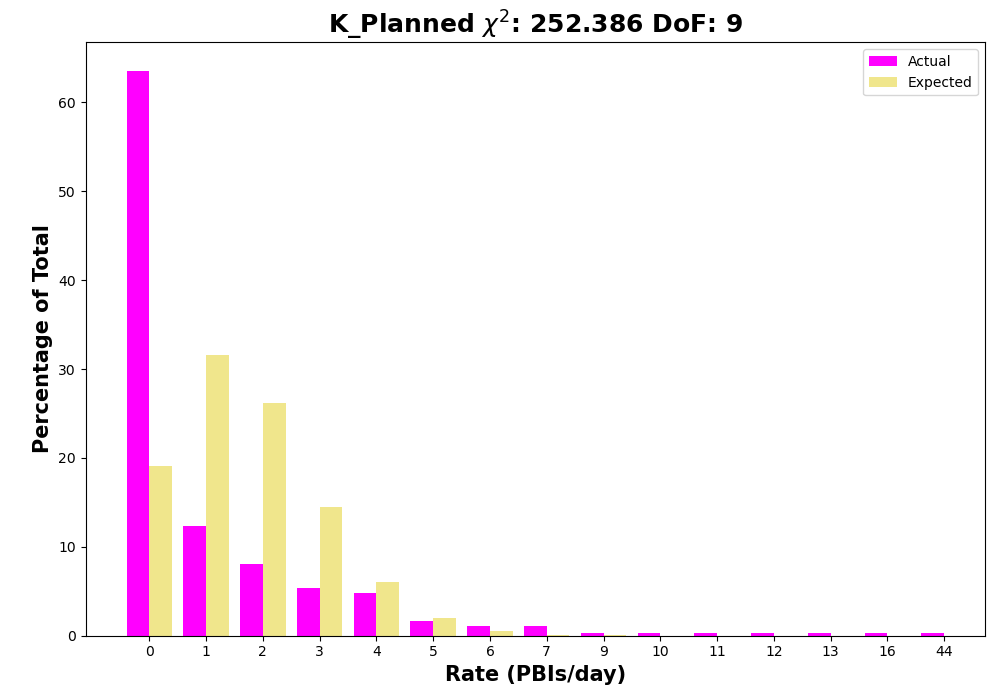 K_Planned χ²: 252.386 DoF: 9
Actual
Expected
60
50
40
30
20
10
0
Percentage of Total
0 1 2 3 4 5 6 7 9 10 11 12 13 16 44
Rate (PBIs/day)